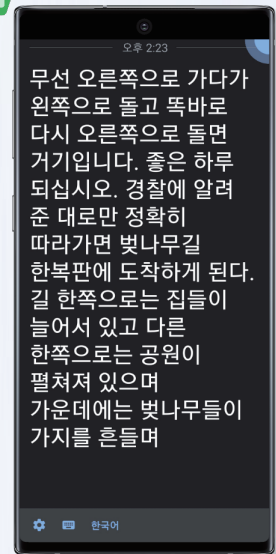 오후 2:23
무선 오른쪽으로 가다가
왼쪽으로 돌고 똑바로
다시 오른쪽으로 돌면
거기입니다. 좋은 하루
되십시오. 경찰에 알려
준 대로만 정확히
따라가면 벚나무길
한복판에 도착하게 된다.
길 한쪽으로는 집들이
늘어서 있고 다른
한쪽으로는 공원이
펼쳐져 있으며
가운데에는 벚나무들이
가지를 흔들며
한국어